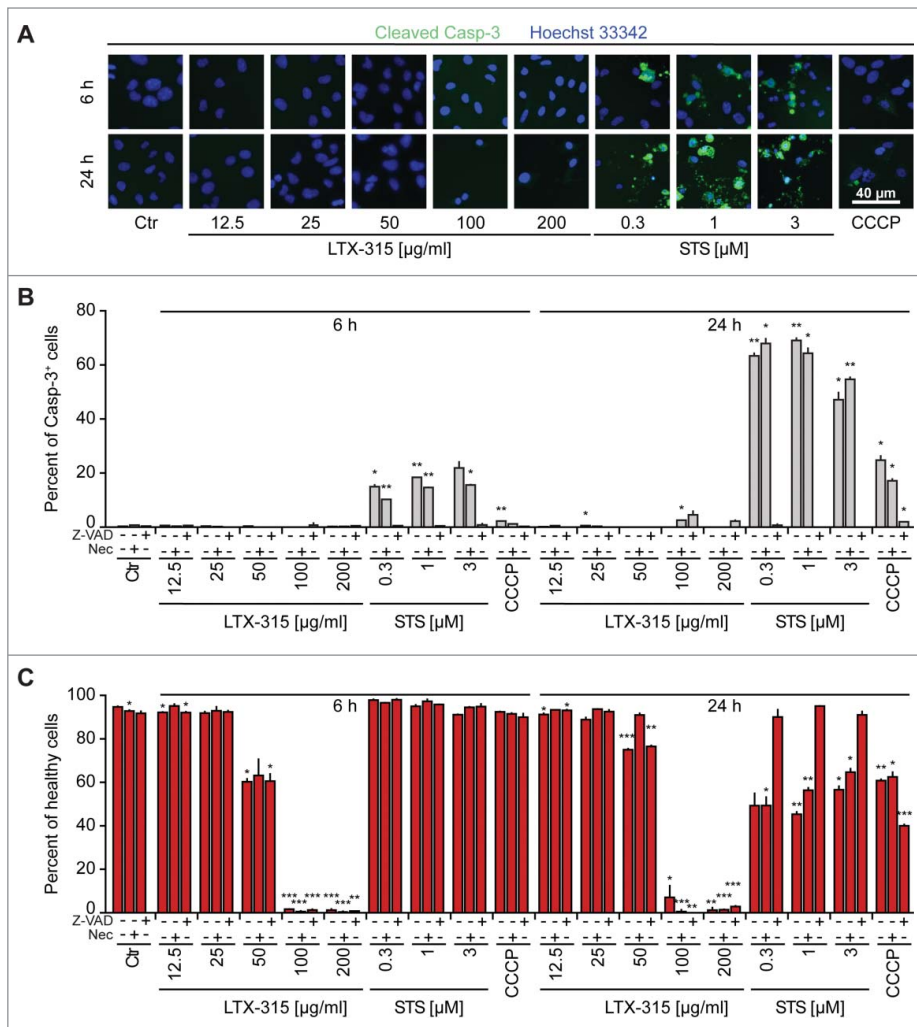 A
Cleaved Casp-3 Hoechst 33342
6 h
24 h
40 µm
Ctr 12.5 25 50 100 200 0.3 1 3 CCCP
LTX-315 [µg/ml] STS [µM]
B
Percent of Casp-3⁺ cells
80
60
40
20
0
6 h 24 h
* ** ** ** * ** * * * ** * ** * * ** * * *
Z-VAD - - + - - + - - + - - + - - + - - + - - + - - + - - + - - + - - + - - + - - + - - + - - + - - + - - + - - + - - +
Nec - + - - + - - + - - + - - + - - + - - + - - + - - + - - + - - + - - + - - + - - + - - + - - + - - + - - + - - + -
Ctr 12.5 25 50 100 200 0.3 1 3 CCCP 12.5 25 50 100 200 0.3 1 3 CCCP
LTX-315 [µg/ml] STS [µM] LTX-315 [µg/ml] STS [µM]
C
Percent of healthy cells
100
80
60
40
20
0
6 h 24 h
* * * * * *** *** *** *** *** ** * * *** ** * *** ** ** *** *** * ** ** * * ** * ***
Z-VAD - - + - - + - - + - - + - - + - - + - - + - - + - - + - - + - - + - - + - - + - - + - - + - - + - - + - - + - - +
Nec - + - - + - - + - - + - - + - - + - - + - - + - - + - - + - - + - - + - - + - - + - - + - - + - - + - - + - - + -
Ctr 12.5 25 50 100 200 0.3 1 3 CCCP 12.5 25 50 100 200 0.3 1 3 CCCP
LTX-315 [µg/ml] STS [µM] LTX-315 [µg/ml] STS [µM]